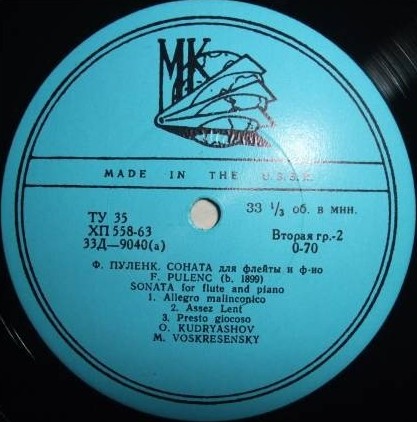 МК
MADE IN THE U.S.S.R.
ТУ 35
ХП 558-63
33Д—9040(а)
33 ⅓ об. в мин.
Вторая гр.-2
0-70
Ф. ПУЛЕНК. СОНАТА для флейты и ф-но
F. PULENC (b. 1899)
SONATA for flute and piano
1. Allegro malinconico
2. Assez Lent
3. Presto giocoso
O. KUDRYASHOV
M. VOSKRESENSKY